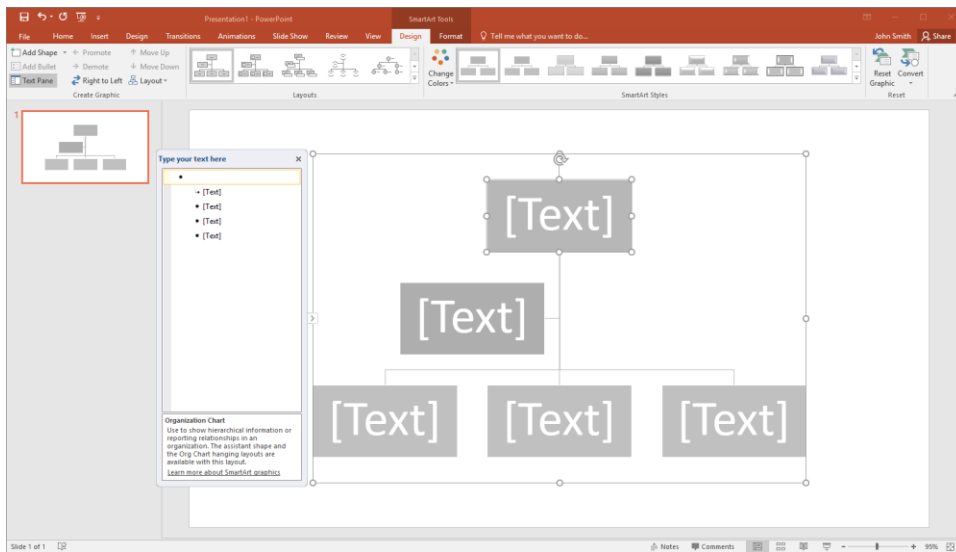 Presentation1 - PowerPoint
SmartArt Tools
File Home Insert Design Transitions Animations Slide Show Review View Design Format Tell me what you want to do... John Smith Share
Add Shape Promote Move Up
Add Bullet Demote Move Down
Text Pane Right to Left Layout
Create Graphic
Layouts
Change
Colors
SmartArt Styles
Reset
Graphic
Convert
Reset
1
Type your text here
[Text]
[Text]
[Text]
[Text]
Organization Chart
Use to show hierarchical information or
reporting relationships in an
organization. The assistant shape and
the Org Chart hanging layouts are
available with this layout.
Learn more about SmartArt graphics
[Text]
[Text]
[Text] [Text] [Text]
Slide 1 of 1 Notes Comments 95%